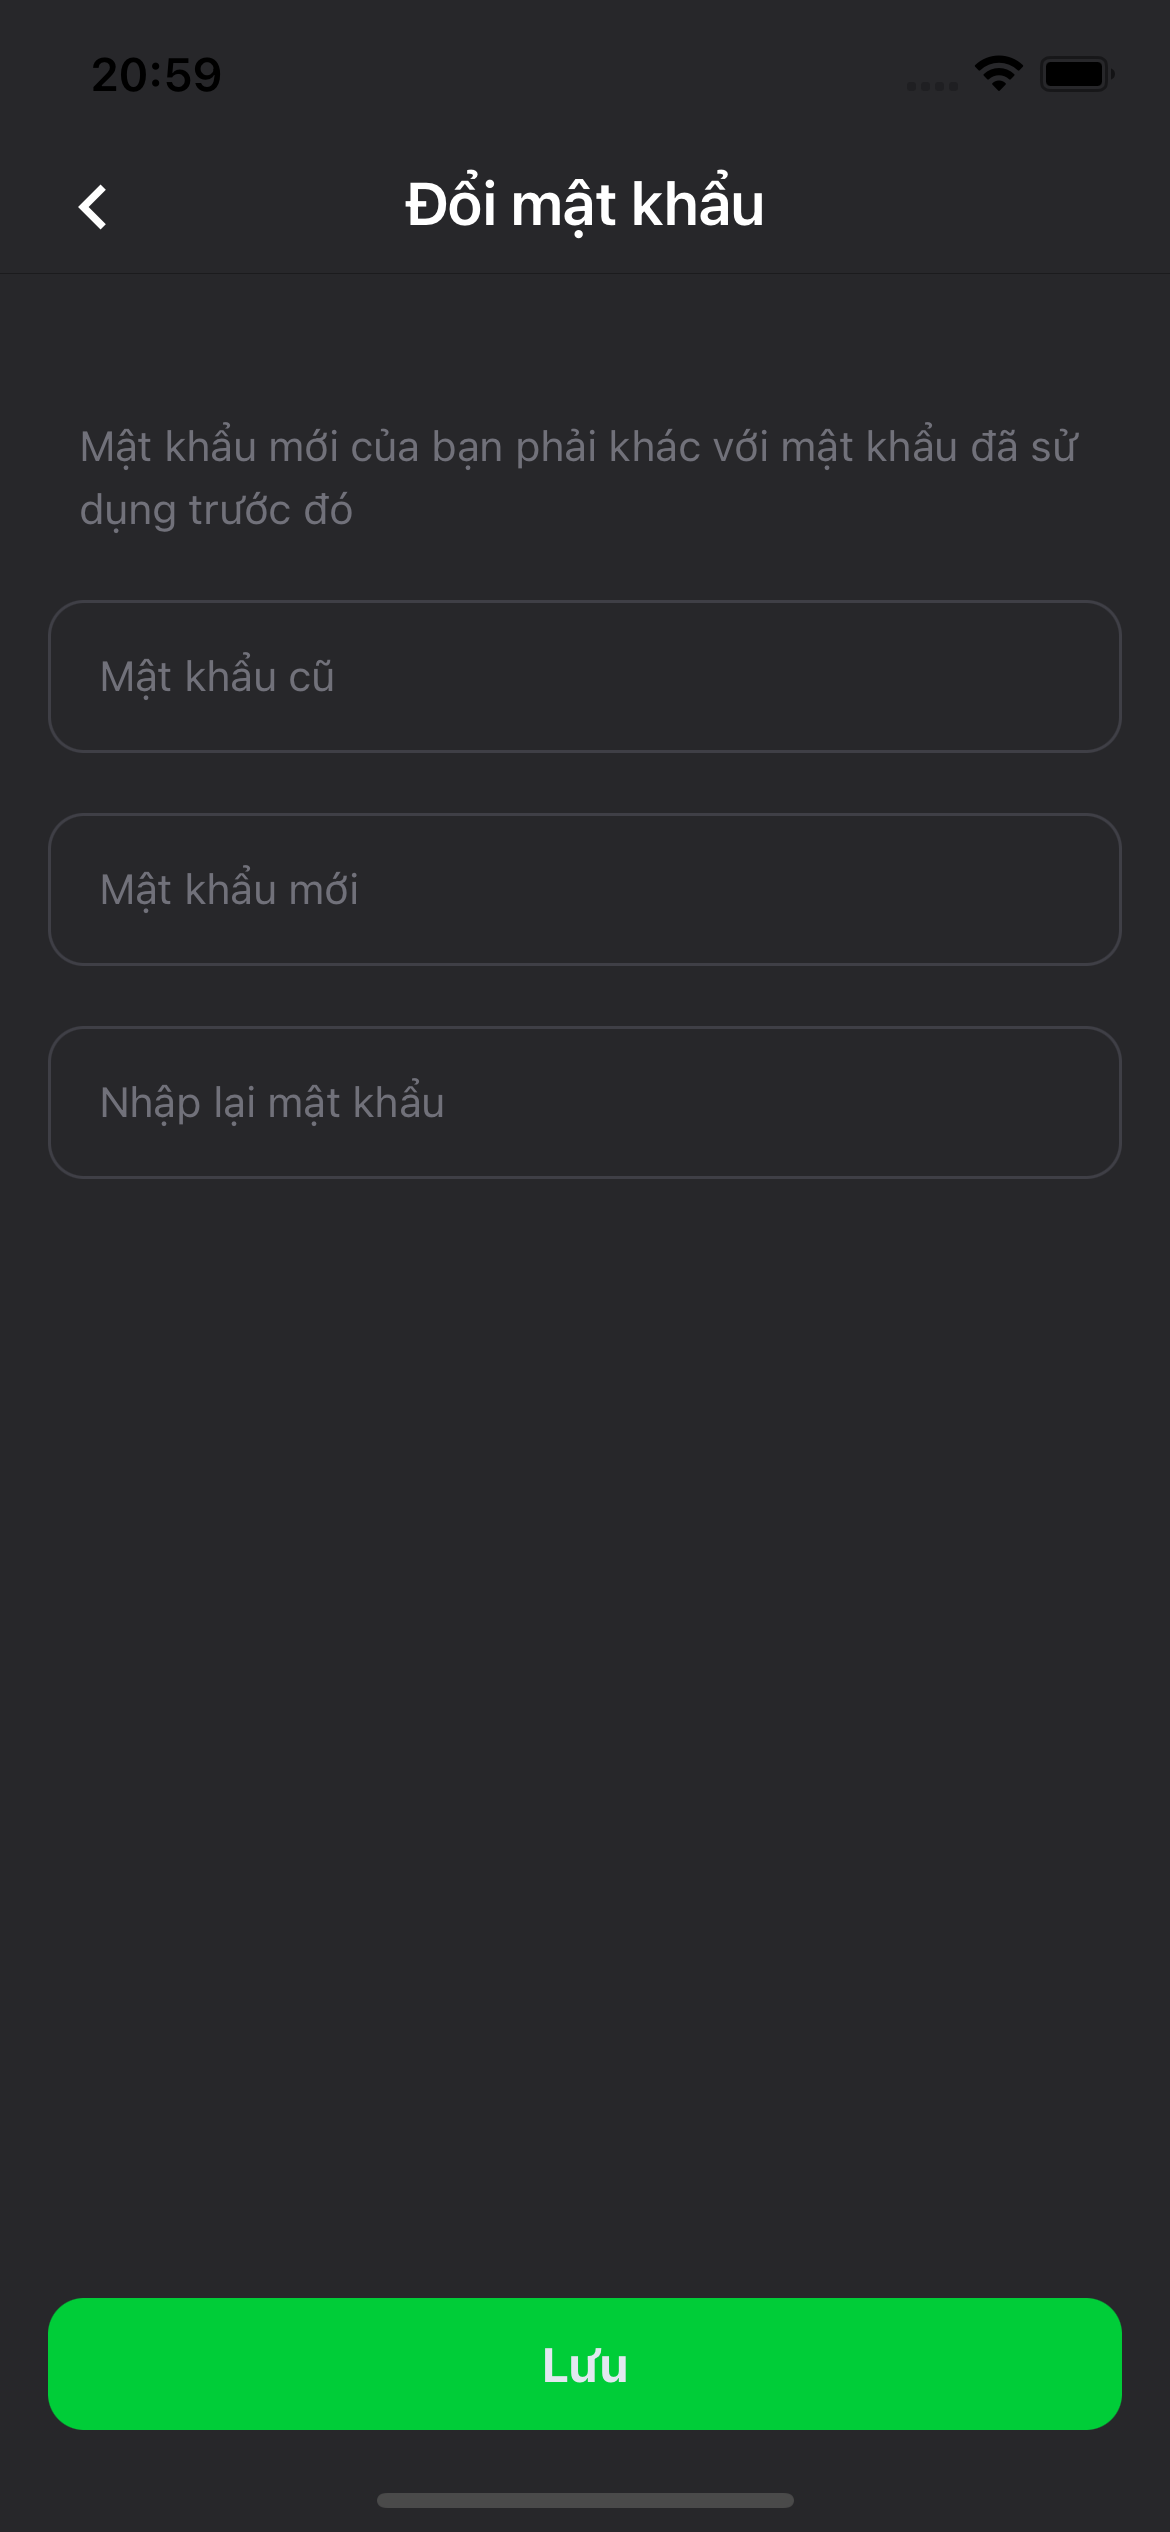 20:59
Đổi mật khẩu
Mật khẩu mới của bạn phải khác với mật khẩu đã sử
dụng trước đó
Mật khẩu cũ
Mật khẩu mới
Nhập lại mật khẩu
Lưu